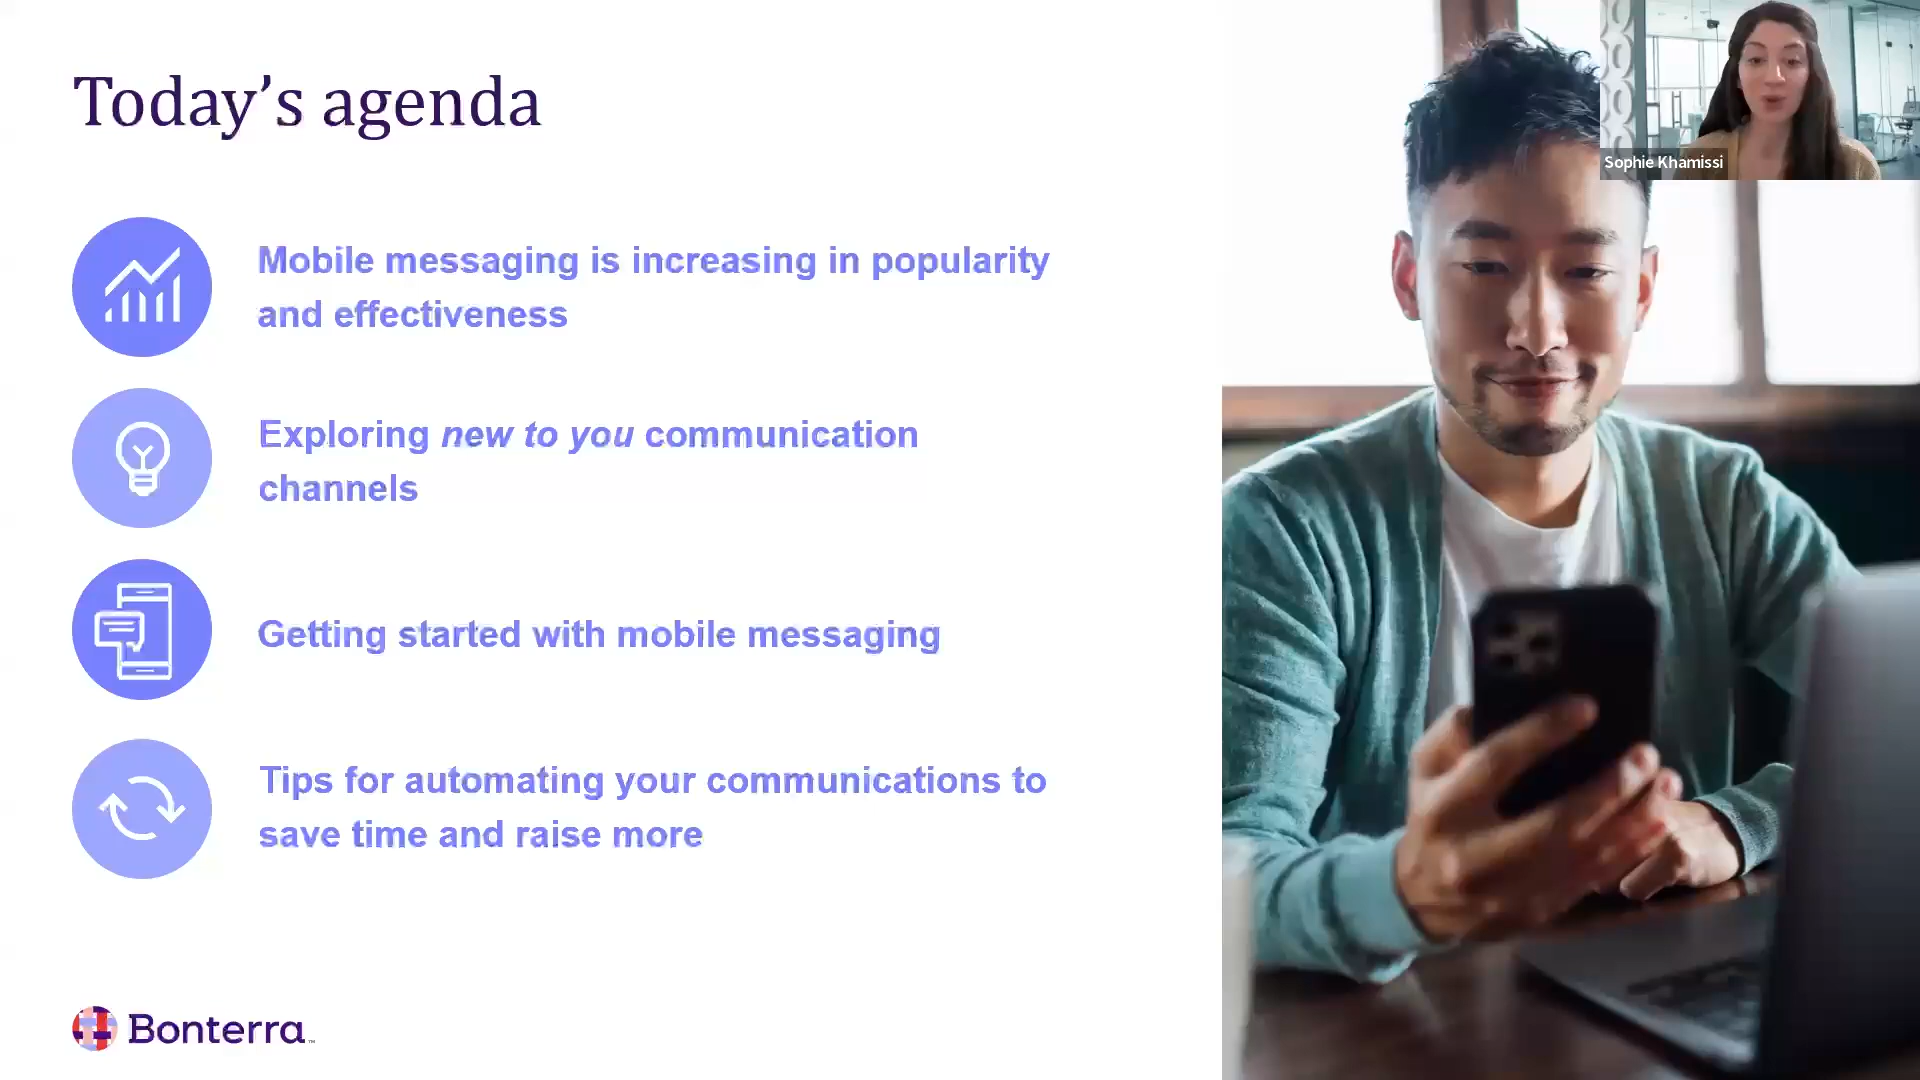 Today’s agenda
Sophie Khamissi
Mobile messaging is increasing in popularity
and effectiveness
Exploring new to you communication
channels
Getting started with mobile messaging
Tips for automating your communications to
save time and raise more
Bonterra™